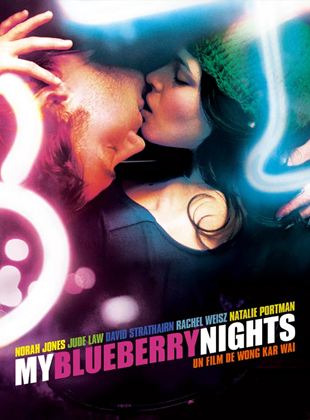 NORAH JONES JUDE LAW DAVID STRATHAIRN RACHEL WEISZ NATALIE PORTMAN
MY BLUEBERRY NIGHTS
UN FILM DE WONG KAR WAI